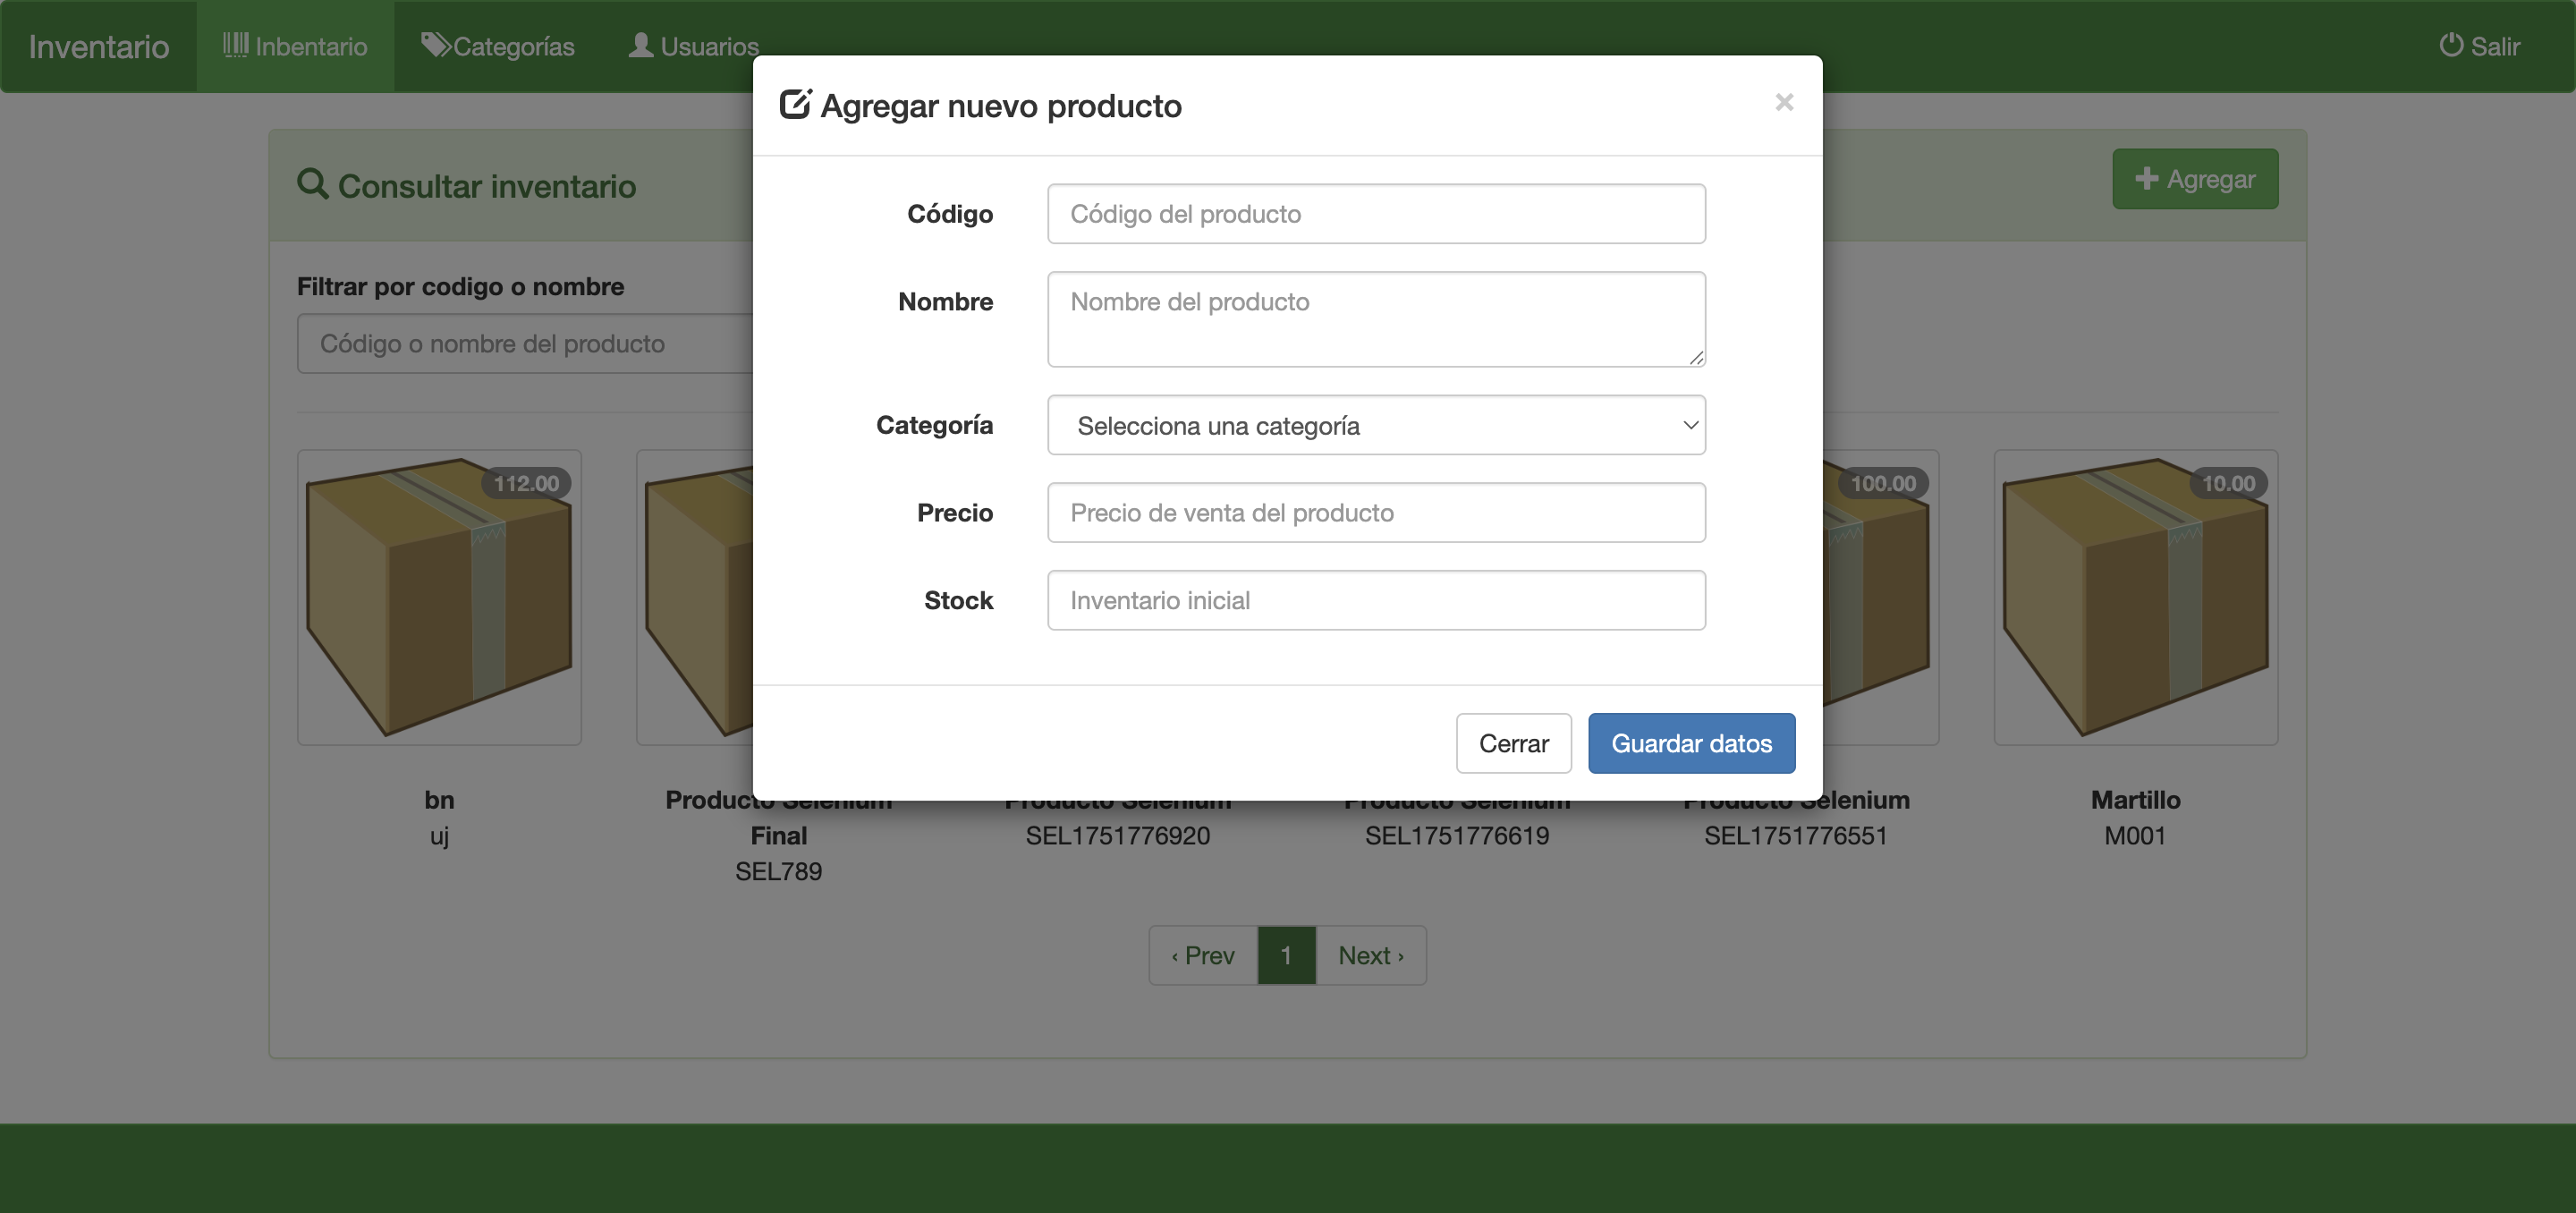 Inventario Inbentario Categorías Usuarios Salir
Agregar nuevo producto ×
Consultar inventario Agregar
Código Código del producto
Filtrar por codigo o nombre
Nombre Nombre del producto
Código o nombre del producto
Categoría Selecciona una categoría
112.00 100.00 10.00
Precio Precio de venta del producto
Stock Inventario inicial
Cerrar Guardar datos
bn Producto Selenium Producto Selenium Producto Selenium Producto Selenium Martillo
uj Final SEL1751776920 SEL1751776619 SEL1751776551 M001
SEL789
‹ Prev 1 Next ›